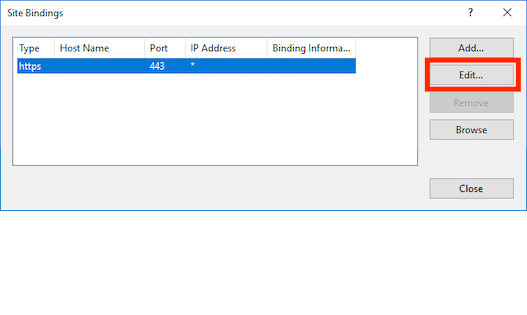 Site Bindings ?
Type Host Name Port IP Address Binding Informa...
https 443 *
Add...
Edit...
Remove
Browse
Close